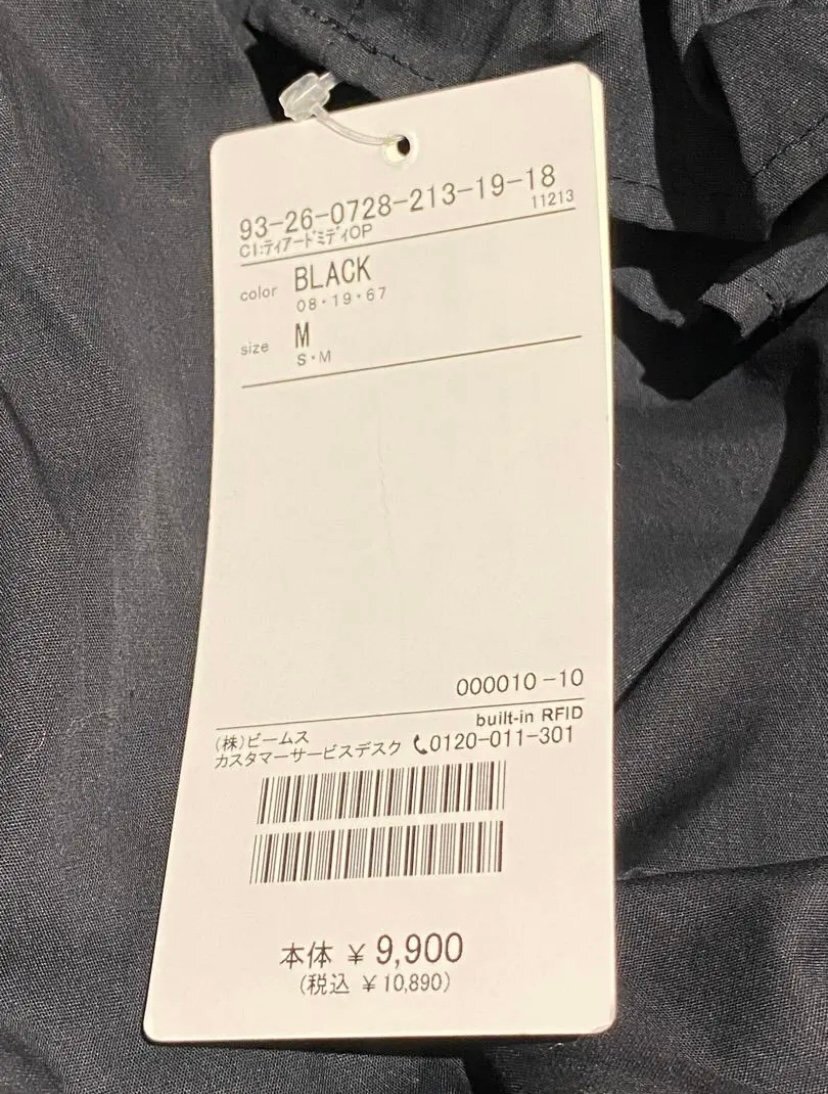 93-26-0728-213-19-18
11213
CI:ティアードミディOP
color BLACK
08・19・67
size M
S・M
000010-10
built-in RFID
(株)ビームス
カスタマーサービスデスク 0120-011-301
本体 ¥9,900
(税込 ¥10,890)